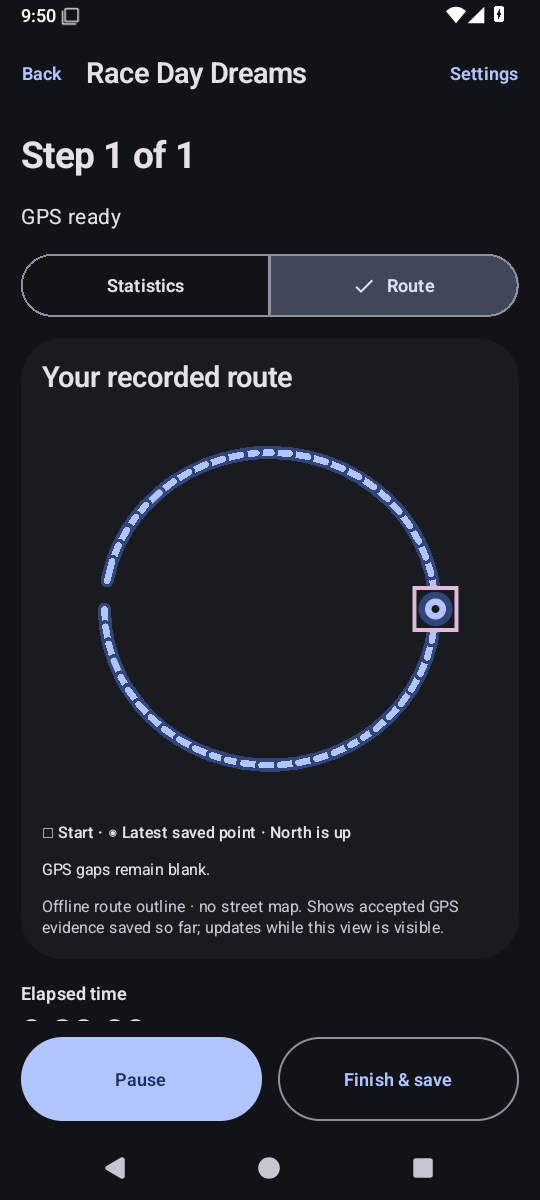 9:50
Back Race Day Dreams Settings
Step 1 of 1
GPS ready
Statistics Route
Your recorded route
□ Start · ◉ Latest saved point · North is up
GPS gaps remain blank.
Offline route outline · no street map. Shows accepted GPS
evidence saved so far; updates while this view is visible.
Elapsed time
Pause Finish & save